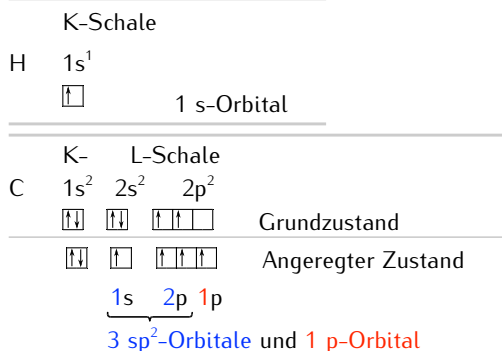 K-Schale
H 1s¹
↑ 1 s-Orbital
K- L-Schale
C 1s² 2s² 2p²
↑↓ ↑↓ ↑ ↑ Grundzustand
↑↓ ↑ ↑ ↑ ↑ Angeregter Zustand
1s 2p 1p
3 sp²-Orbitale und 1 p-Orbital